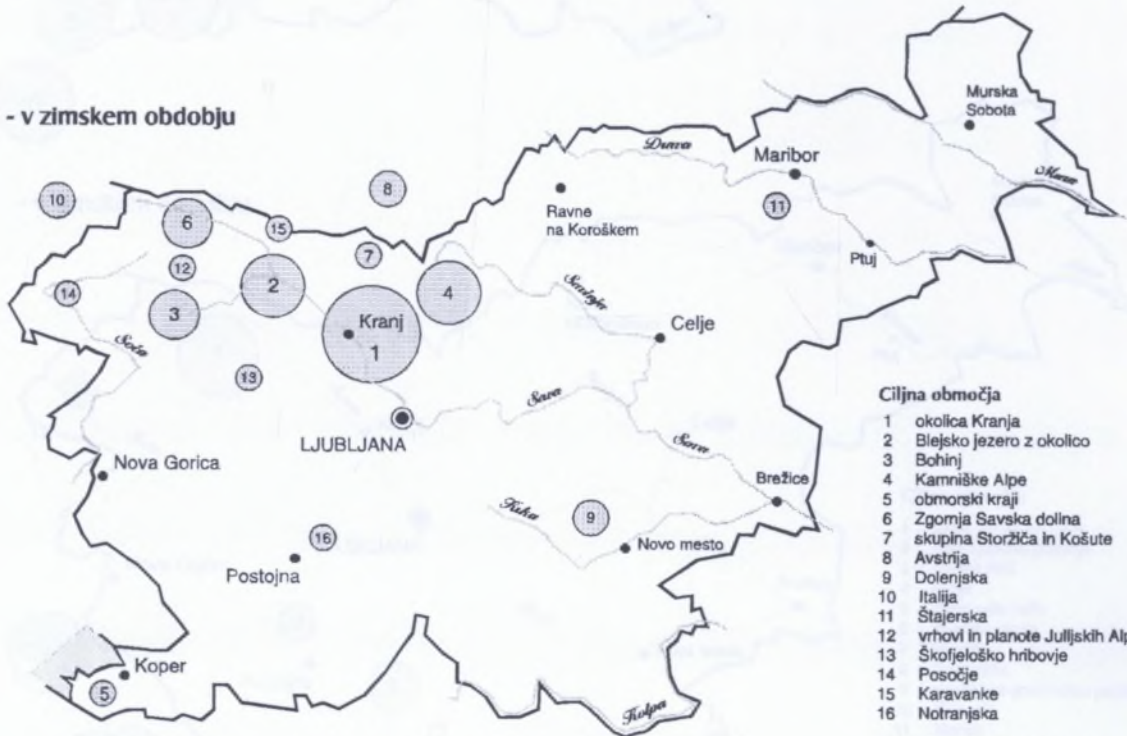 - v zimskem obdobju
Murska
Sobota
Mura
Drava
Maribor
10
8
11
Ravne
na Koroškem
6
15
7
12
Ptuj
2
4
14
3
Savinja
Kranj
1
Celje
Soča
13
Sava
LJUBLJANA
Sava
Nova Gorica
Brežice
Krka
9
16
Novo mesto
Postojna
Koper
5
Kolpa
Ciljna območja
1 okolica Kranja
2 Blejsko jezero z okolico
3 Bohinj
4 Kamniške Alpe
5 obmorski kraji
6 Zgornja Savska dolina
7 skupina Storžiča in Košute
8 Avstrija
9 Dolenjska
10 Italija
11 Štajerska
12 vrhovi in planote Julijskih Alp
13 Škofjeloško hribovje
14 Posočje
15 Karavanke
16 Notranjska